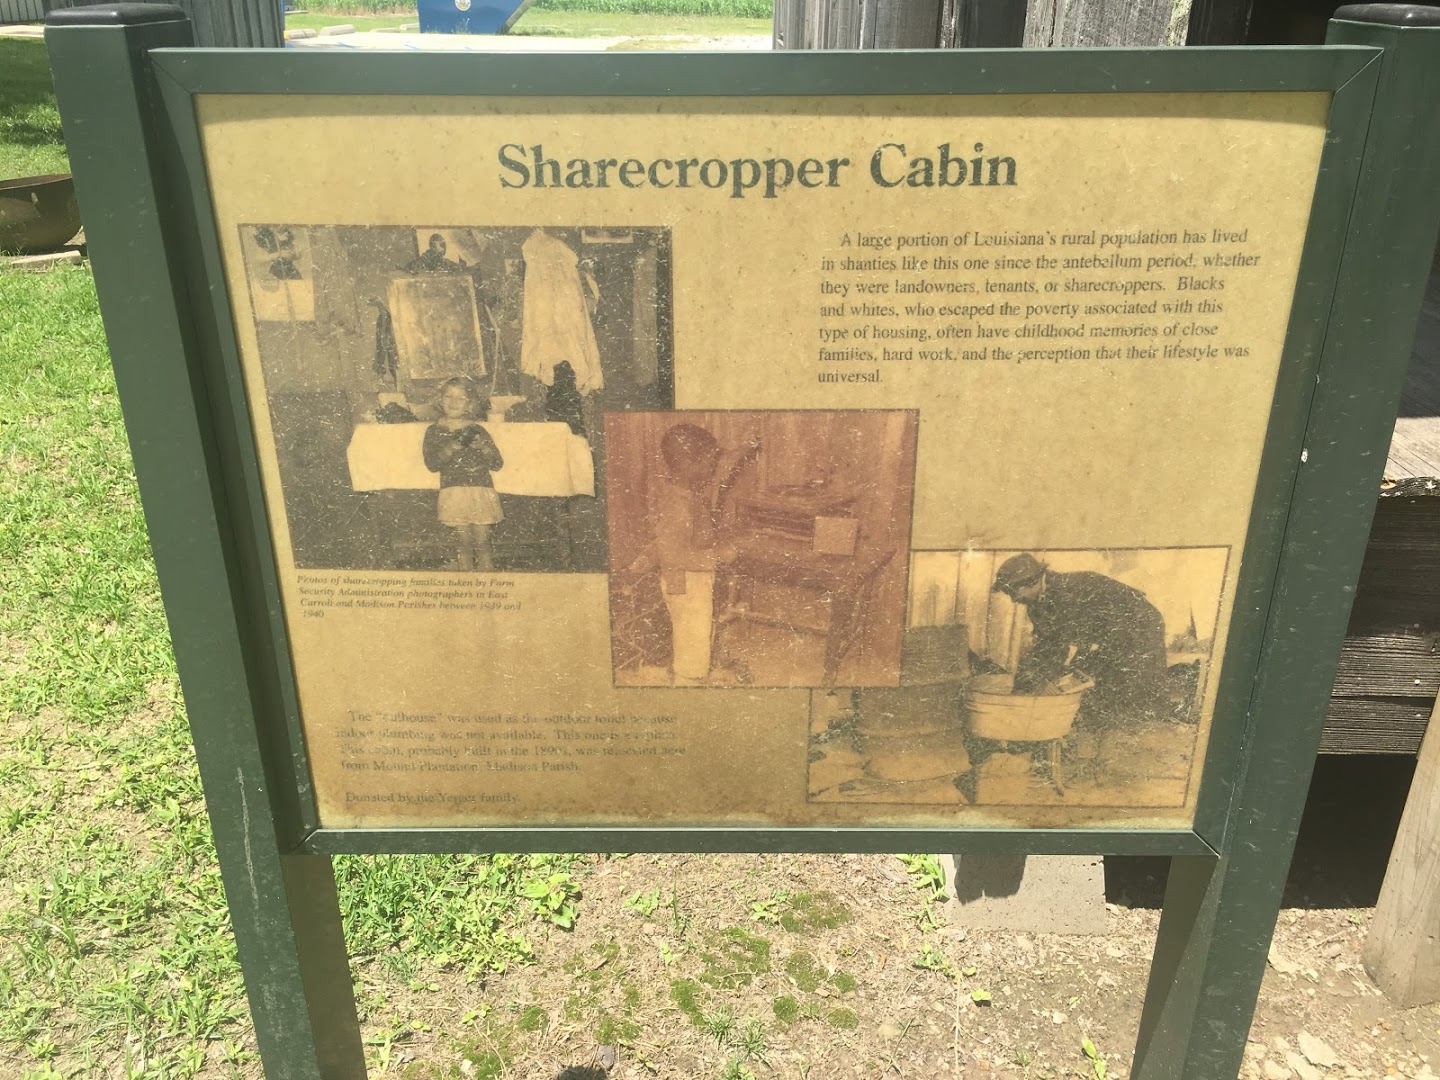 Sharecropper Cabin
A large portion of Louisiana's rural population has lived
in shanties like this one since the antebellum period, whether
they were landowners, tenants, or sharecroppers. Blacks
and whites, who escaped the poverty associated with this
type of housing, often have childhood memories of close
families, hard work, and the perception that their lifestyle was
universal.
Photos of sharecropping families taken by Farm
Security Administration photographers in East
Carroll and Madison Parishes between 1939 and
1940
The "outhouse" was used as the outdoor toilet because
indoor plumbing was not available. This one is a replica.
This cabin, probably built in the 1890s, was relocated here
from Mound Plantation, Madison Parish.
Donated by the family.